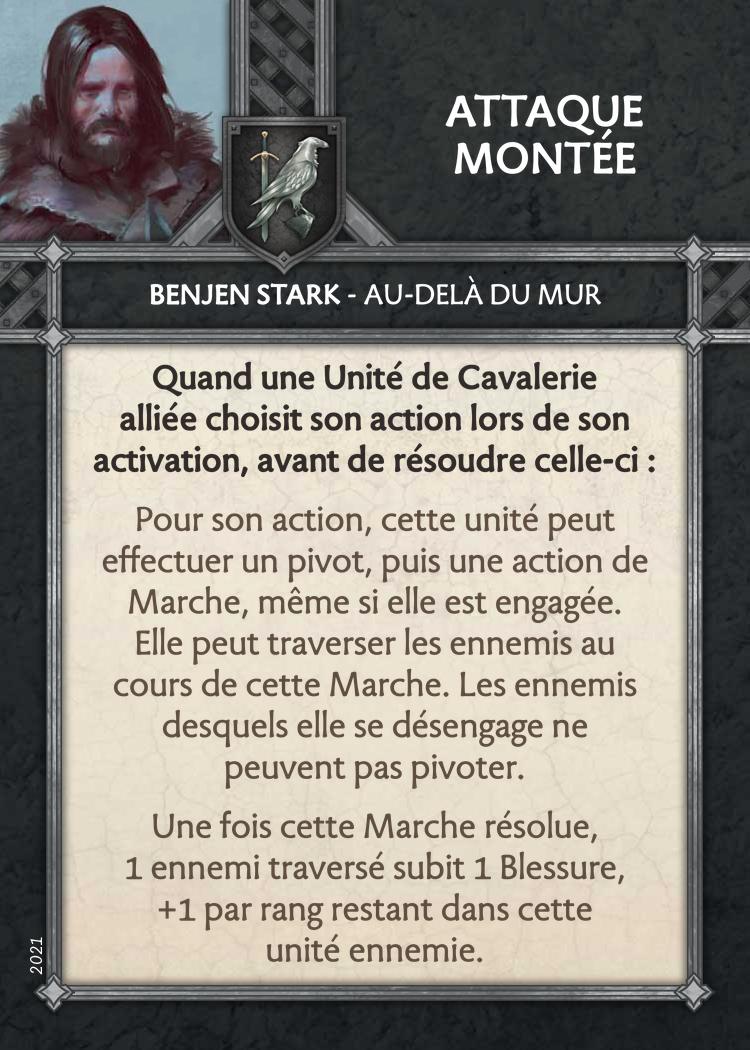 ATTAQUE
MONTÉE
BENJEN STARK - AU-DELÀ DU MUR
Quand une Unité de Cavalerie
alliée choisit son action lors de son
activation, avant de résoudre celle-ci :
Pour son action, cette unité peut
effectuer un pivot, puis une action de
Marche, même si elle est engagée.
Elle peut traverser les ennemis au
cours de cette Marche. Les ennemis
desquels elle se désengage ne
peuvent pas pivoter.
Une fois cette Marche résolue,
1 ennemi traversé subit 1 Blessure,
+1 par rang restant dans cette
unité ennemie.
2021